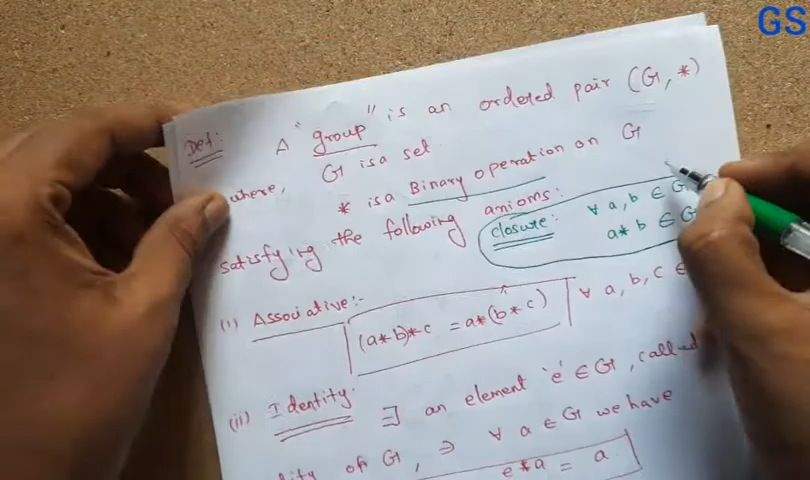 GS
Def: A "group" is an ordered pair (G, *)
where, G is a set
* is a Binary operation on G
satisfying the following anioms:
closure: ∀ a, b ∈ G
a * b ∈ G
(i) Associative:-
(a*b)*c = a*(b*c) ∀ a, b, c ∈
(ii) Identity: ∃ an element 'e' ∈ G, called
of G, ⇒ ∀ a ∈ G we have
e*a = a